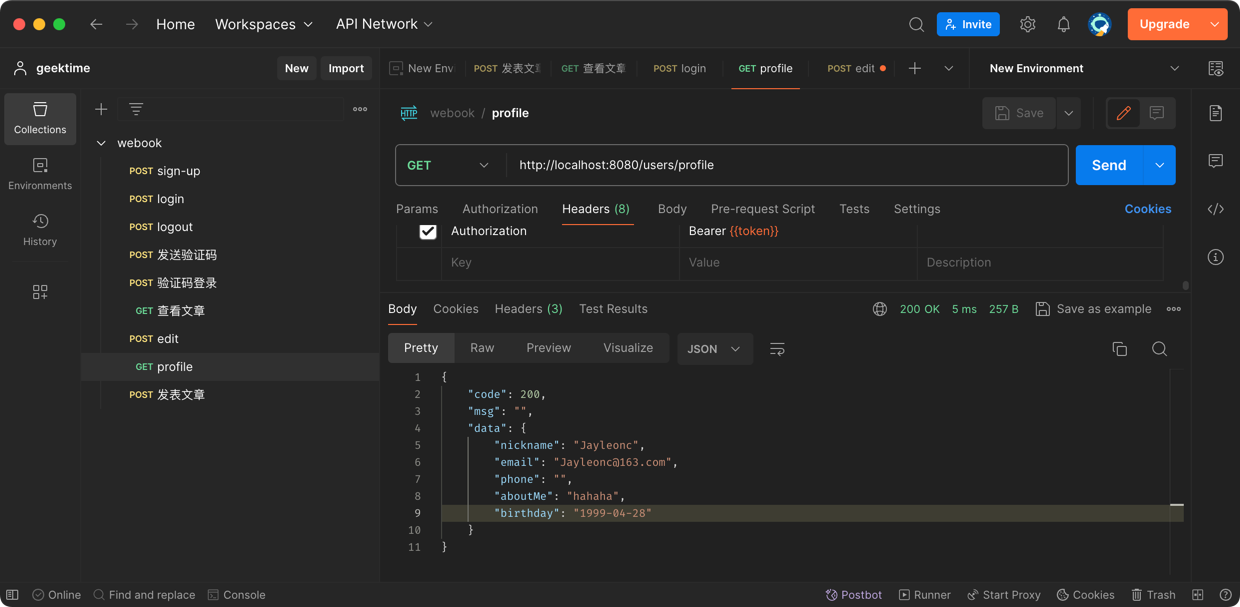 Home Workspaces API Network Invite Upgrade
geektime New Import New Env POST 发表文 GET 查看文章 POST login GET profile POST edit New Environment
Collections
Environments
History
webook
POST sign-up
POST login
POST logout
POST 发送验证码
POST 验证码登录
GET 查看文章
POST edit
GET profile
POST 发表文章
HTTP webook / profile Save
GET http://localhost:8080/users/profile Send
Params Authorization Headers (8) Body Pre-request Script Tests Settings Cookies
Authorization Bearer {{token}}
Key Value Description
Body Cookies Headers (3) Test Results 200 OK 5 ms 257 B Save as example
Pretty Raw Preview Visualize JSON
1 {
2 "code": 200,
3 "msg": "",
4 "data": {
5 "nickname": "Jayleonc",
6 "email": "Jayleonc@163.com",
7 "phone": "",
8 "aboutMe": "hahaha",
9 "birthday": "1999-04-28"
10 }
11 }
Online Find and replace Console Postbot Runner Start Proxy Cookies Trash